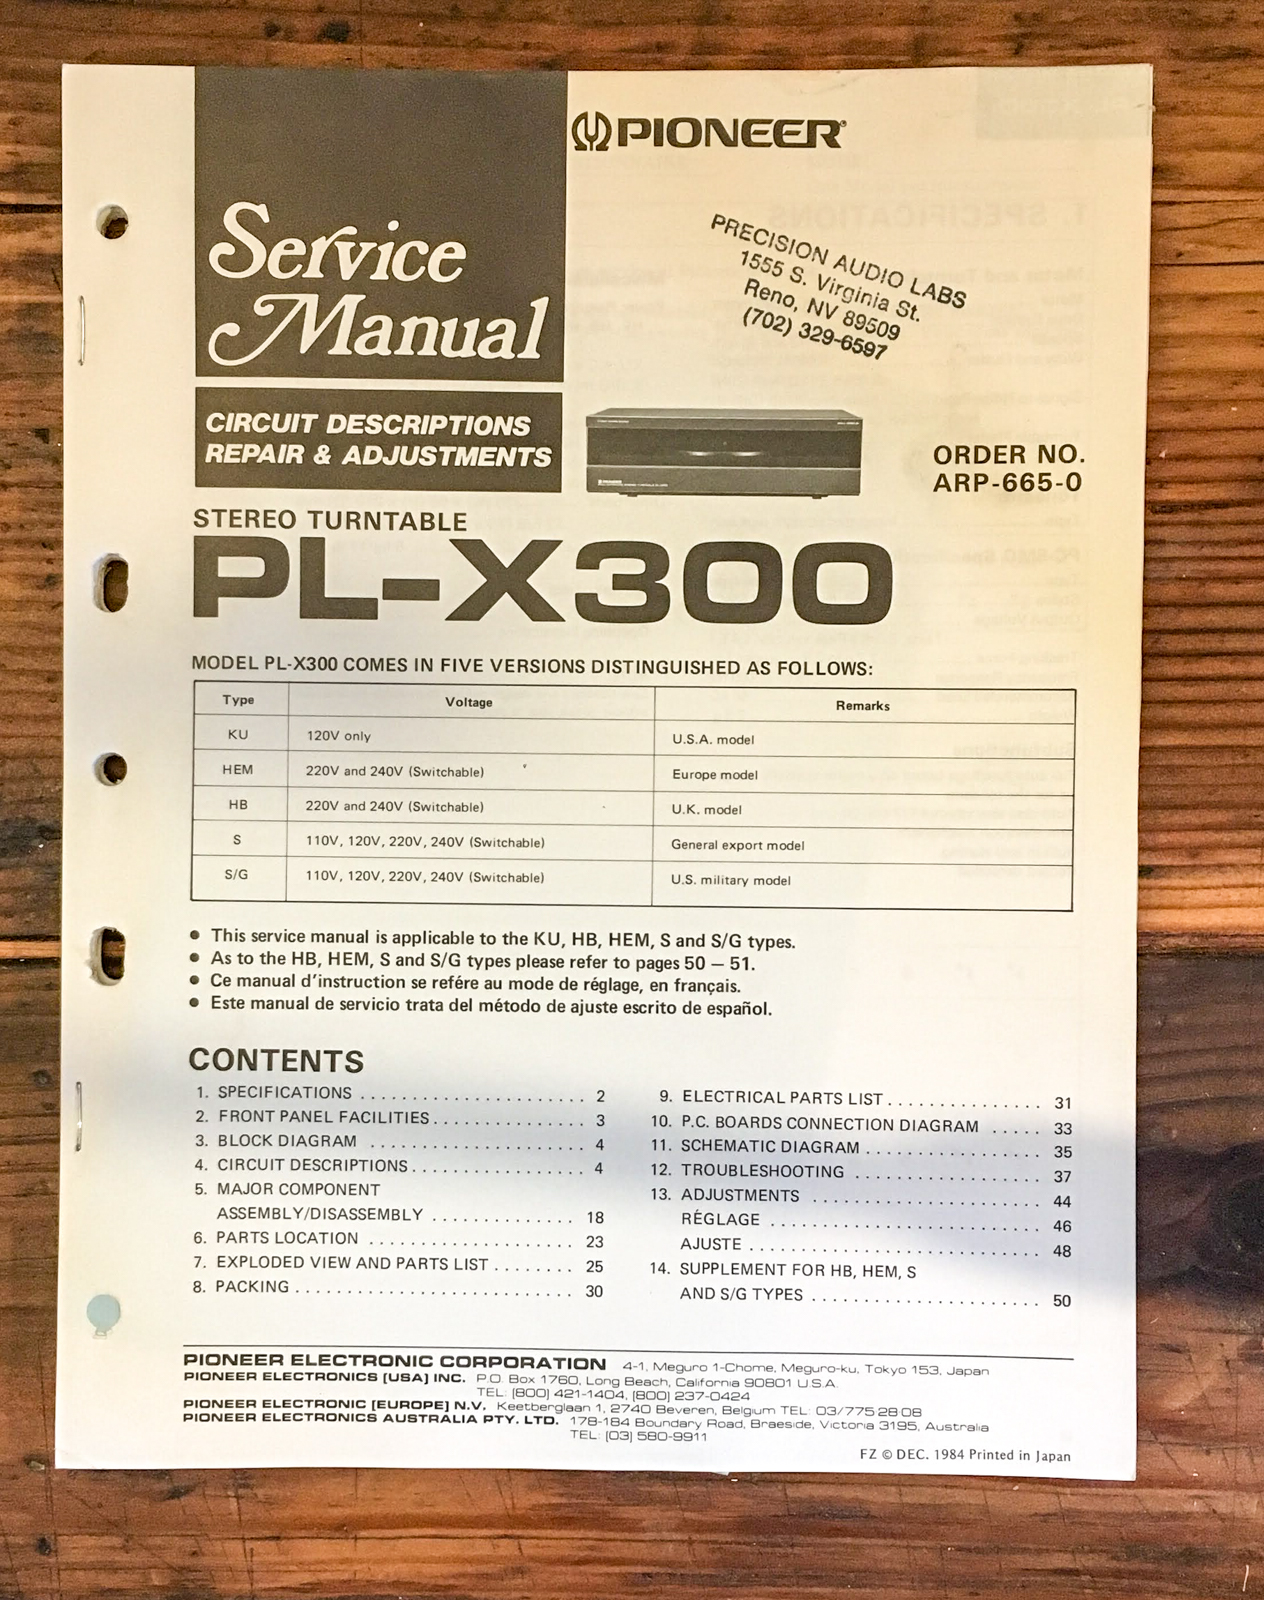 PIONEER®
Service
Manual
PRECISION AUDIO LABS
1555 S. Virginia St.
Reno, NV 89509
(702) 329-6597
CIRCUIT DESCRIPTIONS
REPAIR & ADJUSTMENTS
ORDER NO.
ARP-665-0
STEREO TURNTABLE
PL-X300
MODEL PL-X300 COMES IN FIVE VERSIONS DISTINGUISHED AS FOLLOWS:
Type Voltage Remarks
KU 120V only U.S.A. model
HEM 220V and 240V (Switchable) Europe model
HB 220V and 240V (Switchable) U.K. model
S 110V, 120V, 220V, 240V (Switchable) General export model
S/G 110V, 120V, 220V, 240V (Switchable) U.S. military model
● This service manual is applicable to the KU, HB, HEM, S and S/G types.
● As to the HB, HEM, S and S/G types please refer to pages 50 – 51.
● Ce manual d'instruction se refére au mode de réglage, en français.
● Este manual de servicio trata del método de ajuste escrito de español.
CONTENTS
1. SPECIFICATIONS . . . . . . . . . . . . . . . . . . . . . . 2
2. FRONT PANEL FACILITIES . . . . . . . . . . . . . . . 3
3. BLOCK DIAGRAM . . . . . . . . . . . . . . . . . . . . . 4
4. CIRCUIT DESCRIPTIONS . . . . . . . . . . . . . . . . . 4
5. MAJOR COMPONENT
ASSEMBLY/DISASSEMBLY . . . . . . . . . . . . . . 18
6. PARTS LOCATION . . . . . . . . . . . . . . . . . . . . 23
7. EXPLODED VIEW AND PARTS LIST . . . . . . . . 25
8. PACKING . . . . . . . . . . . . . . . . . . . . . . . . . . . 30
9. ELECTRICAL PARTS LIST . . . . . . . . . . . . . . . 31
10. P.C. BOARDS CONNECTION DIAGRAM . . . . . 33
11. SCHEMATIC DIAGRAM . . . . . . . . . . . . . . . . . 35
12. TROUBLESHOOTING . . . . . . . . . . . . . . . . . . 37
13. ADJUSTMENTS . . . . . . . . . . . . . . . . . . . . . . 44
RÉGLAGE . . . . . . . . . . . . . . . . . . . . . . . . . . 46
AJUSTE . . . . . . . . . . . . . . . . . . . . . . . . . . . . 48
14. SUPPLEMENT FOR HB, HEM, S
AND S/G TYPES . . . . . . . . . . . . . . . . . . . . . . 50
PIONEER ELECTRONIC CORPORATION 4-1, Meguro 1-Chome, Meguro-ku, Tokyo 153, Japan
PIONEER ELECTRONICS [USA] INC. P.O. Box 1760, Long Beach, California 90801 U.S.A.
TEL: [800] 421-1404, [800] 237-0424
PIONEER ELECTRONIC [EUROPE] N.V. Keetberglaan 1, 2740 Beveren, Belgium TEL: 03/775 28 08
PIONEER ELECTRONICS AUSTRALIA PTY. LTD. 178-184 Boundary Road, Braeside, Victoria 3195, Australia
TEL: [03] 580-9911
FZ © DEC. 1984 Printed in Japan